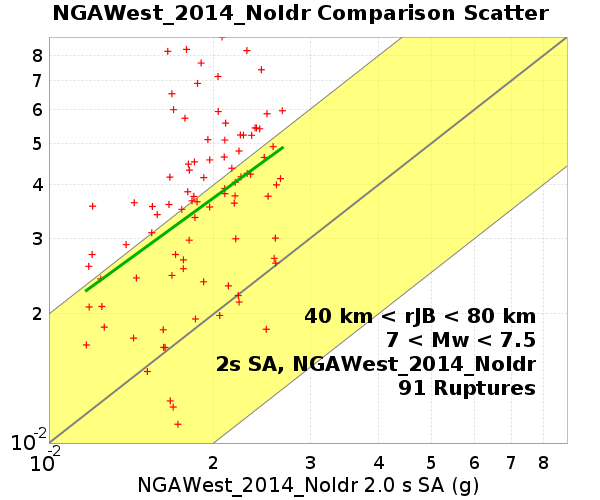 NGAWest_2014_NoIdr Comparison Scatter
8
7
6
5
4
3
2
10-2
10-2
2
3
4
5
6
7
8
40 km < rJB < 80 km
7 < Mw < 7.5
2s SA, NGAWest_2014_NoIdr
91 Ruptures
NGAWest_2014_NoIdr 2.0 s SA (g)